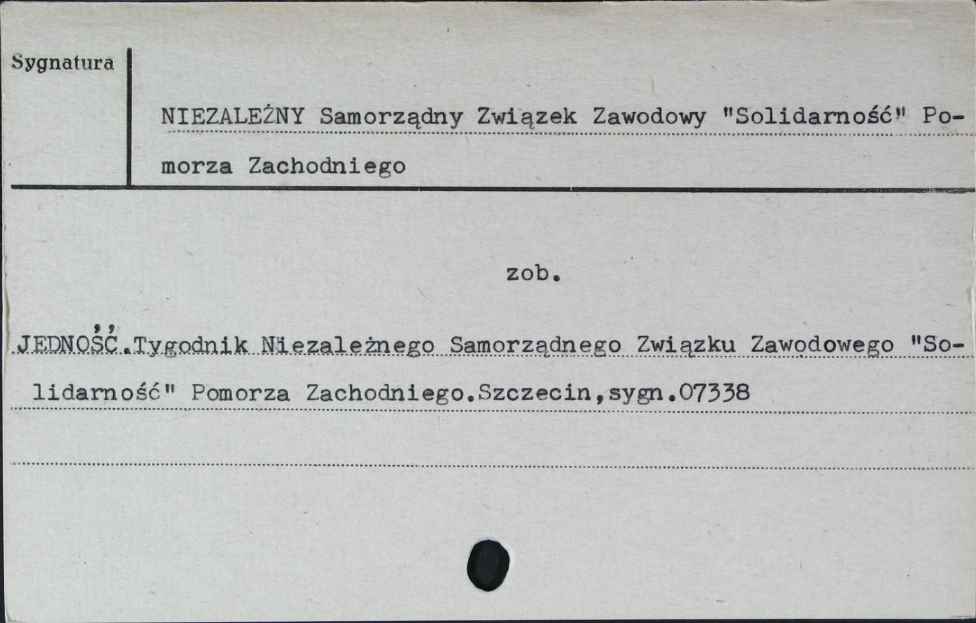 Sygnatura
NIEZALEŻNY Samorządny Związek Zawodowy "Solidarność" Po-
morza Zachodniego
zob.
JEDNOŚĆ.Tygodnik Niezależnego Samorządnego Związku Zawodowego "So-
lidarność" Pomorza Zachodniego.Szczecin,sygn.07338